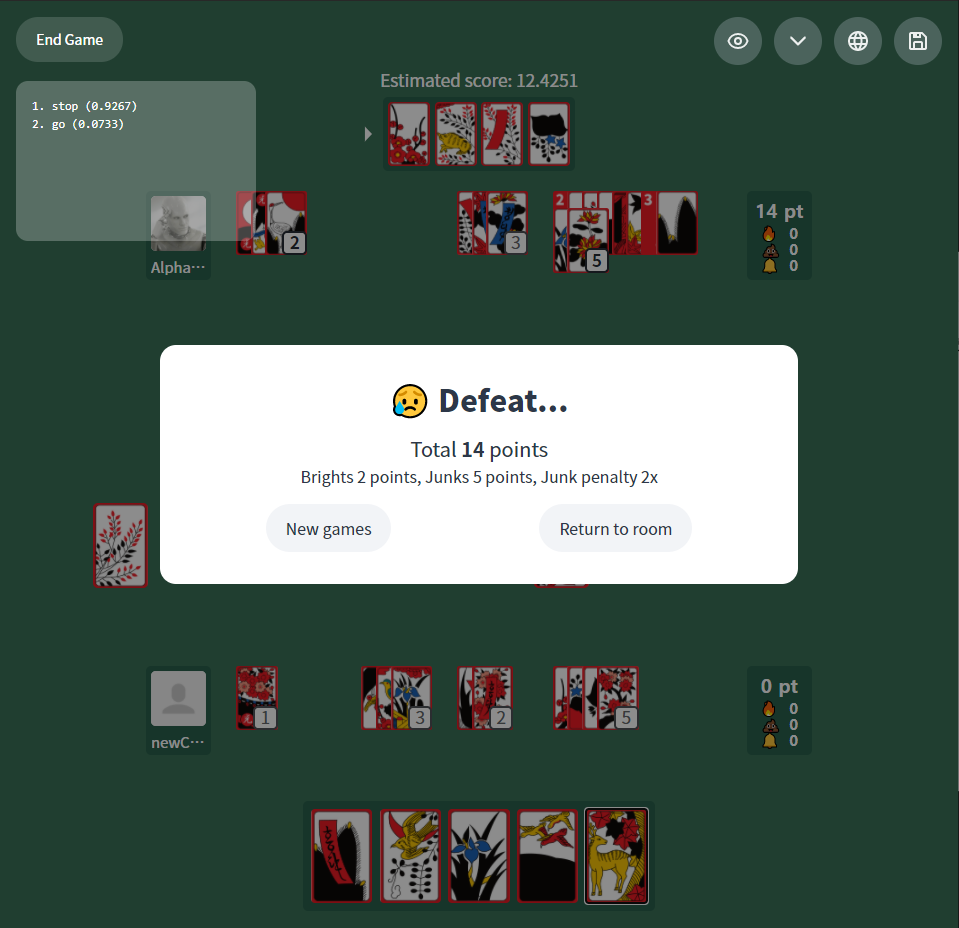 End Game
Estimated score: 12.4251
1. stop (0.9267)
2. go (0.0733)
Alpha⋯
2
3
2
3
5
14 pt
0
0
0
😥 Defeat...
Total 14 points
Brights 2 points, Junks 5 points, Junk penalty 2x
New games
Return to room
newC⋯
1
3
2
5
0 pt
0
0
0